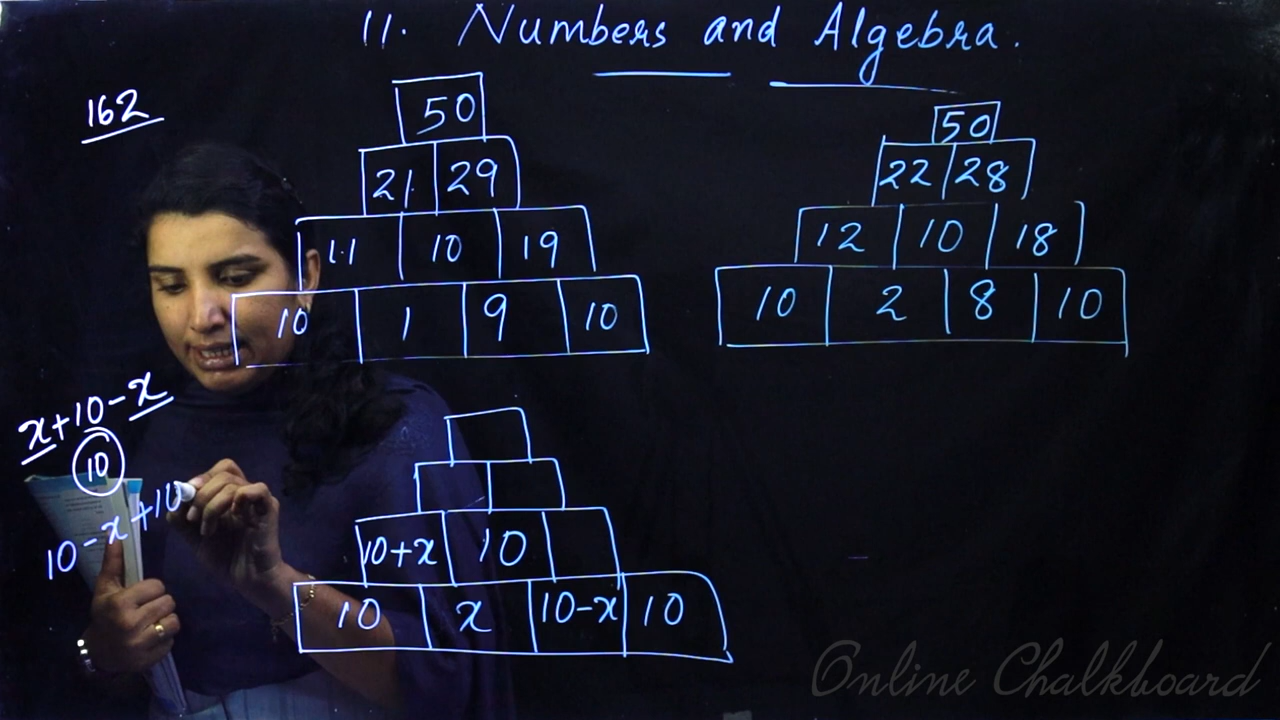 11. Numbers and Algebra.
162
50
21 29
11 10 19
10 1 9 10
50
22 28
12 10 18
10 2 8 10
x+10-x
10
10-x+10
10+x 10
10 x 10-x 10
Online Chalkboard